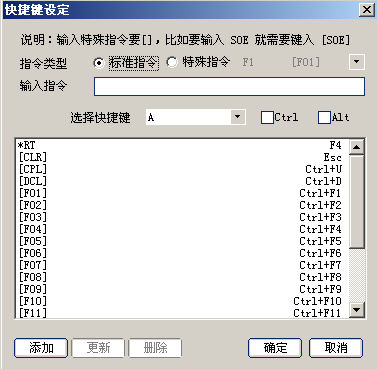 快捷键设定
说明：输入特殊指令要[]，比如要输入 SOE 就需要键入 [SOE]
指令类型 标准指令 特殊指令 F1 [F01]
输入指令
选择快捷键 A Ctrl Alt
*RT F4
[CLR] Esc
[CPL] Ctrl+U
[DCL] Ctrl+D
[F01] Ctrl+F1
[F02] Ctrl+F2
[F03] Ctrl+F3
[F04] Ctrl+F4
[F05] Ctrl+F5
[F06] Ctrl+F6
[F07] Ctrl+F7
[F08] Ctrl+F8
[F09] Ctrl+F9
[F10] Ctrl+F10
[F11] Ctrl+F11
添加 更新 删除 确定 取消